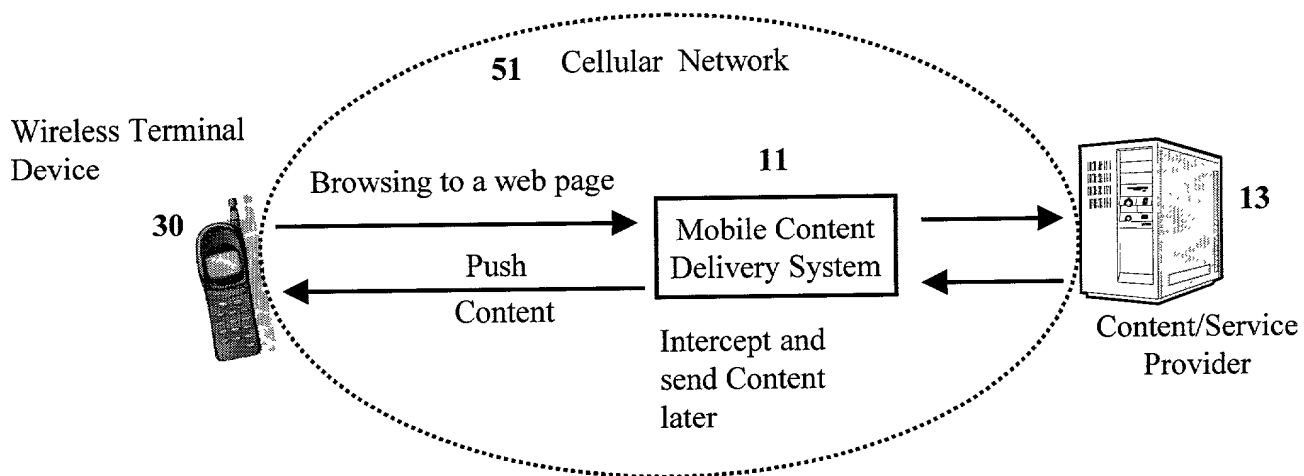 51 Cellular Network
Wireless Terminal
Device
30
Browsing to a web page
Push
Content
11
Mobile Content
Delivery System
Intercept and
send Content
later
13
Content/Service
Provider